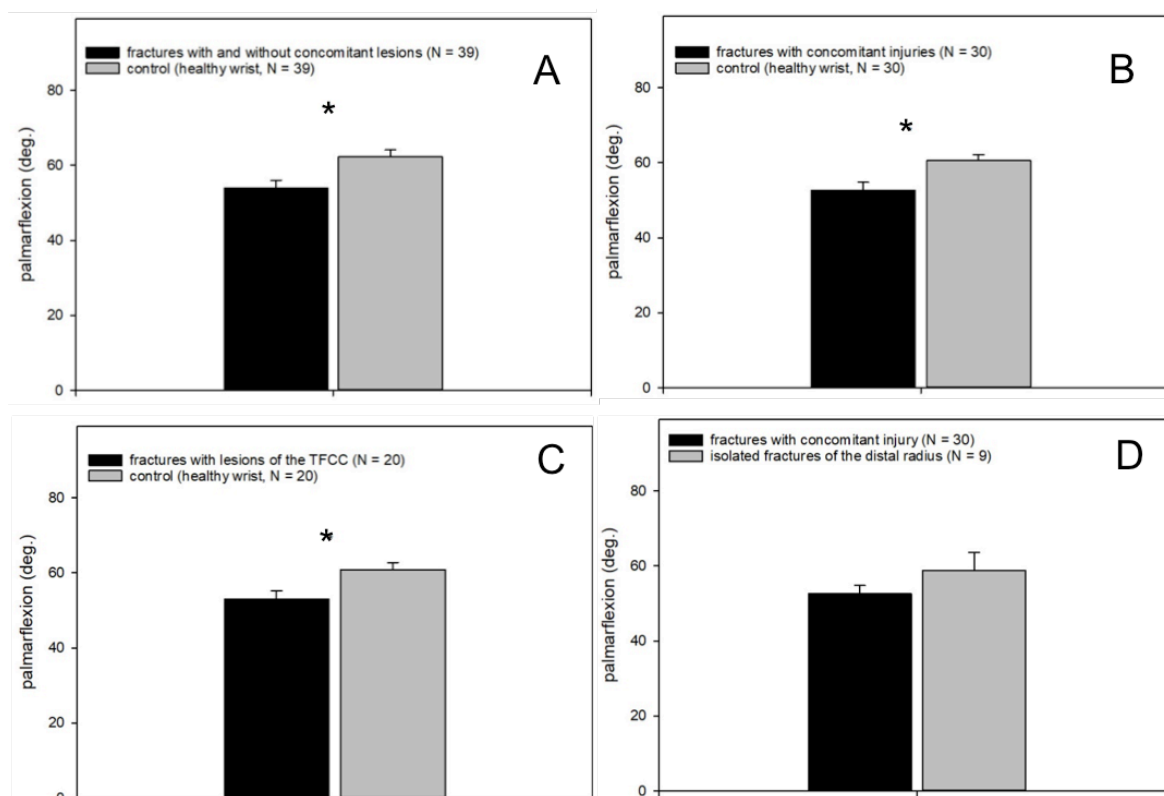 fractures with and without concomitant lesions (N = 39)
control (healthy wrist, N = 39)
A
*
80
60
40
20
0
palmarflexion (deg.)
fractures with concomitant injuries (N = 30)
control (healthy wrist, N = 30)
B
*
80
60
40
20
0
palmarflexion (deg.)
fractures with lesions of the TFCC (N = 20)
control (healthy wrist, N = 20)
C
*
80
60
40
20
0
palmarflexion (deg.)
fractures with concomitant injury (N = 30)
isolated fractures of the distal radius (N = 9)
D
80
60
40
20
0
palmarflexion (deg.)